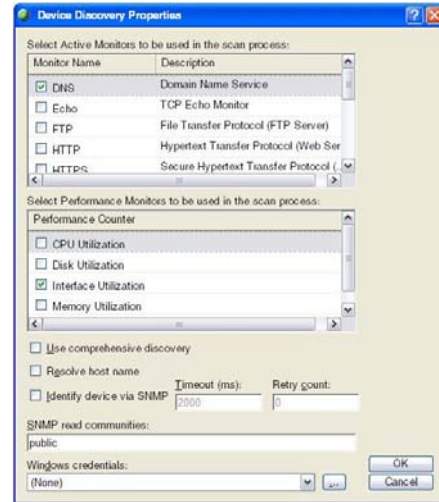 Device Discovery Properties
Select Active Monitors to be used in the scan process:
Monitor Name Description
DNS Domain Name Service
Echo TCP Echo Monitor
FTP File Transfer Protocol (FTP Server)
HTTP Hypertext Transfer Protocol (Web Ser
HTTPS Secure Hypertext Transfer Protocol (
Select Performance Monitors to be used in the scan process:
Performance Counter
CPU Utilization
Disk Utilization
Interface Utilization
Memory Utilization
Use comprehensive discovery
Resolve host name
Identify device via SNMP
Timeout (ms): Retry count:
2000 0
SNMP read communities:
public
Windows credentials:
(None) ...
OK
Cancel